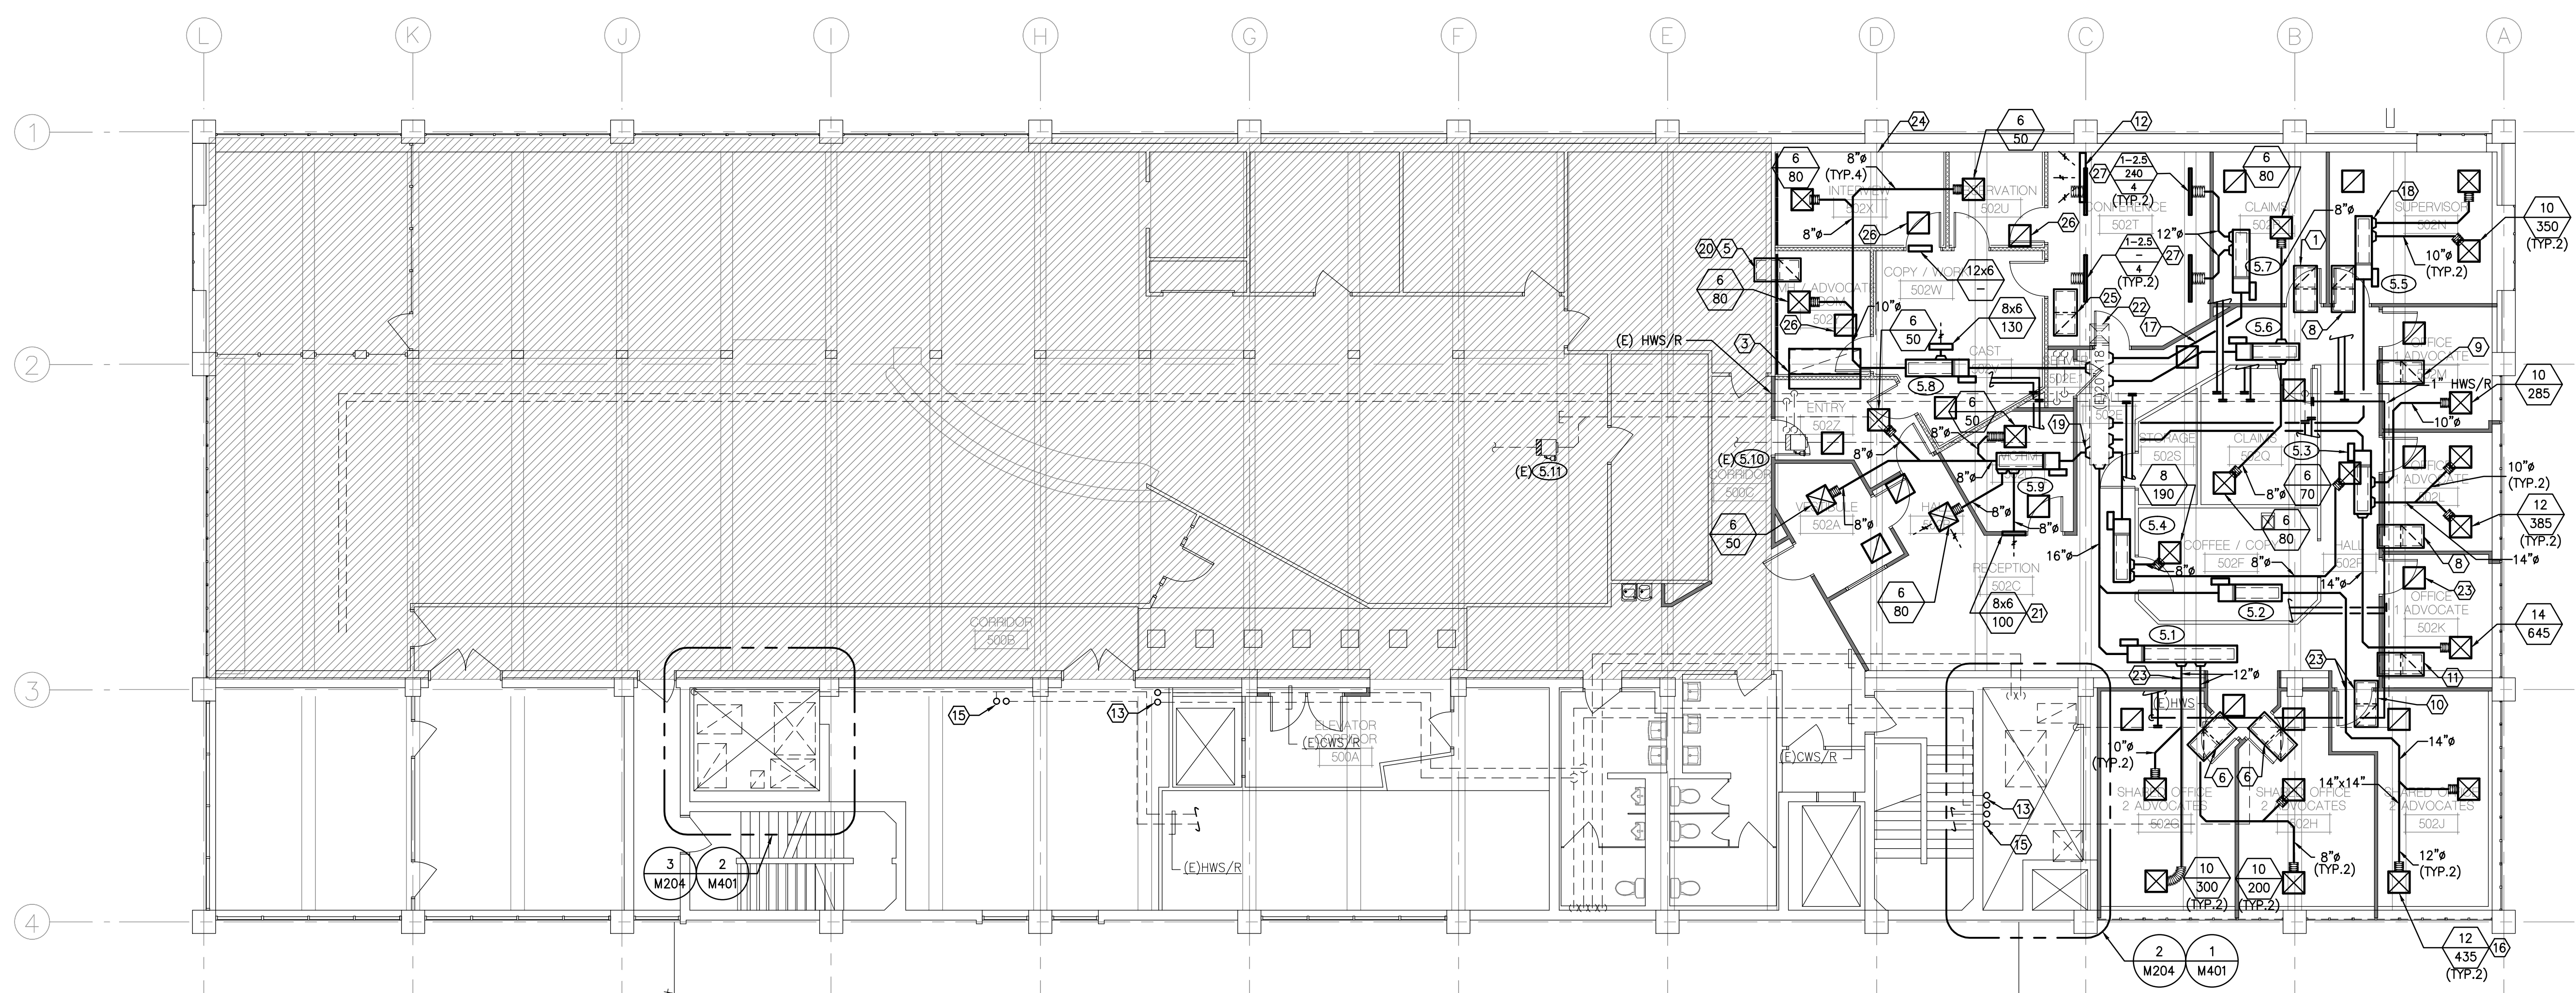 L K J I H G F E D C B A
1
2
3
4
24
6
50
12
6
80
8"ø
(TYP.4)
27
1-2.5
240
4
(TYP.2)
6
80
18
INTERVIEW
502X
502U
CONFERENCE
502T
CLAIMS
SUPERVISOR
502N
10
350
(TYP.2)
8"ø
26
26
8"ø
12"ø
1
10"ø
(TYP.2)
20
5
1-2.5
–
4
(TYP.2)
27
5.7
5.5
COPY / WORK
502W
12x6
–
6
80
25
22
17
8
26
10"ø
6
50
8x6
130
5.6
OFFICE
1 ADVOCATE
9
(E) HWS/R
3
CAST
502E
(E)20"X18"
5.8
1" HWS/R
10
285
ENTRY
502Z
6
50
19
10"ø
8"ø
STORAGE
502S
CLAIMS
502Q
(E) 5.11
(E) 5.10
CORRIDOR
500C
8"ø
8"ø
5.9
5.3
OFFICE
1 ADVOCATE
502L
10"ø
(TYP.2)
8
190
8"ø
6
70
VESTIBULE
502A
8"ø
HALL
8"ø
8"ø
6
50
5.4
6
80
12
385
(TYP.2)
16"ø
COFFEE / COPY
502F
HALL
8"ø
8"ø
8
14"ø
RECEPTION
502C
14"ø
23
6
80
8x6
100
21
5.2
OFFICE
1 ADVOCATE
502K
CORRIDOR
500B
5.1
14
645
23
23
12"ø
11
15
13
(E)HWS
10
ELEVATOR
CORRIDOR
500A
(E)CWS/R
(E)CWS/R
10"ø
(TYP.2)
6
6
14"ø
14"x14"
SHARED OFFICE
2 ADVOCATES
502G
SHARED OFFICE
2 ADVOCATES
502H
SHARED OFFICE
2 ADVOCATES
502J
13
15
3
M204
2
M401
(E)HWS/R
8"ø
(TYP.2)
12"ø
(TYP.2)
10
300
(TYP.2)
10
200
(TYP.2)
12
435
(TYP.2)
16
2
M204
1
M401